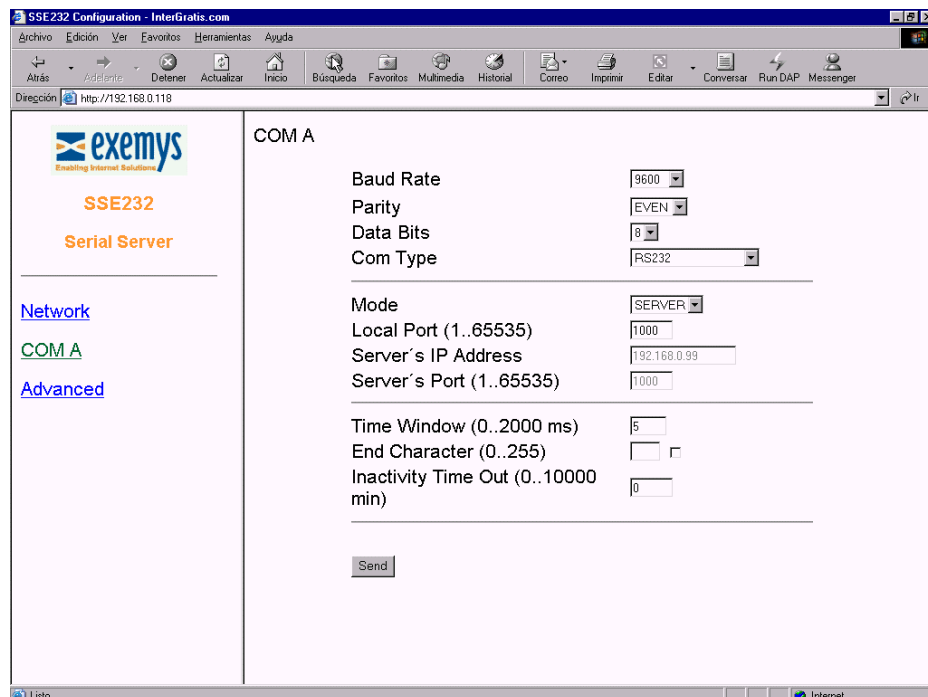 SSE232 Configuration - InterGratis.com
Archivo Edición Ver Favoritos Herramientas Ayuda
Atrás Adelante Detener Actualizar Inicio Búsqueda Favoritos Multimedia Historial Correo Imprimir Editar Conversar Run DAP Messenger
Dirección http://192.168.0.118 Ir
exemys
Enabling Internet Solutions
SSE232
Serial Server
Network
COM A
Advanced
COM A
Baud Rate 9600
Parity EVEN
Data Bits 8
Com Type RS232
Mode SERVER
Local Port (1..65535) 1000
Server´s IP Address 192.168.0.99
Server´s Port (1..65535) 1000
Time Window (0..2000 ms) 5
End Character (0..255)
Inactivity Time Out (0..10000
min) 0
Send
Listo Internet